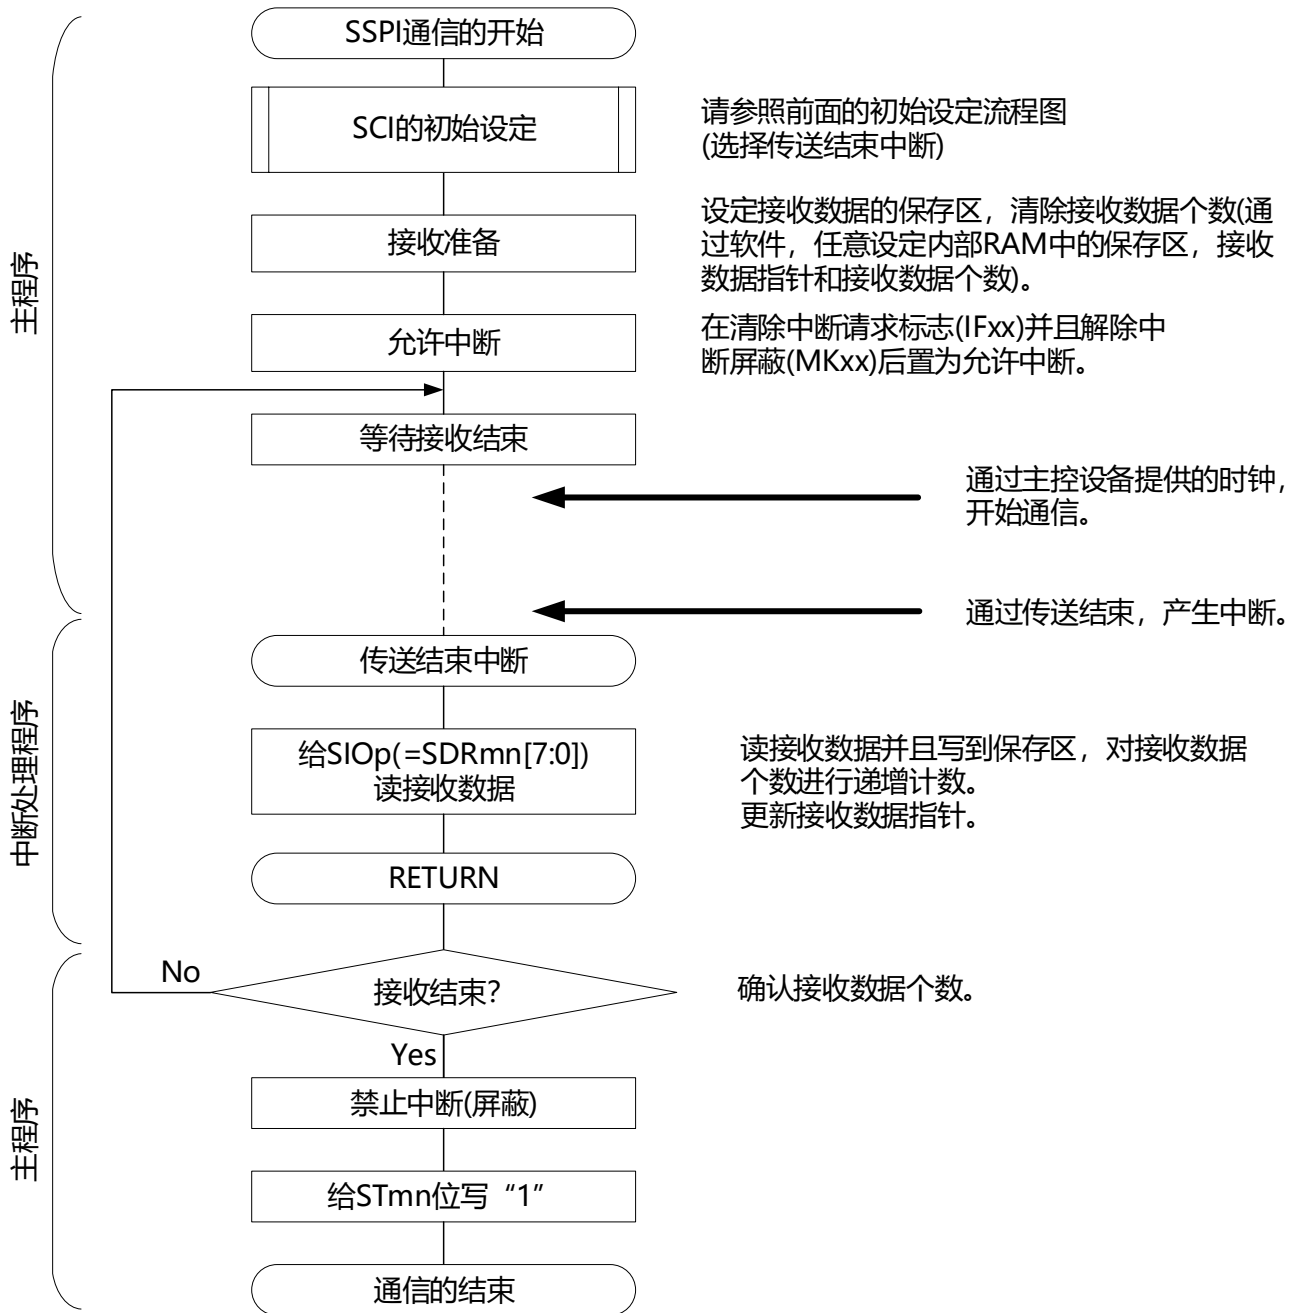 SSPI通信的开始
SCI的初始设定
请参照前面的初始设定流程图
(选择传送结束中断)
接收准备
设定接收数据的保存区，清除接收数据个数(通
过软件，任意设定内部RAM中的保存区，接收
数据指针和接收数据个数)。
主程序
允许中断
在清除中断请求标志(IFxx)并且解除中
断屏蔽(MKxx)后置为允许中断。
等待接收结束
通过主控设备提供的时钟，
开始通信。
通过传送结束，产生中断。
传送结束中断
中断处理程序
给SIOp(=SDRmn[7:0])
读接收数据
读接收数据并且写到保存区，对接收数据
个数进行递增计数。
更新接收数据指针。
RETURN
No
接收结束？
确认接收数据个数。
Yes
禁止中断(屏蔽)
主程序
给STmn位写“1”
通信的结束